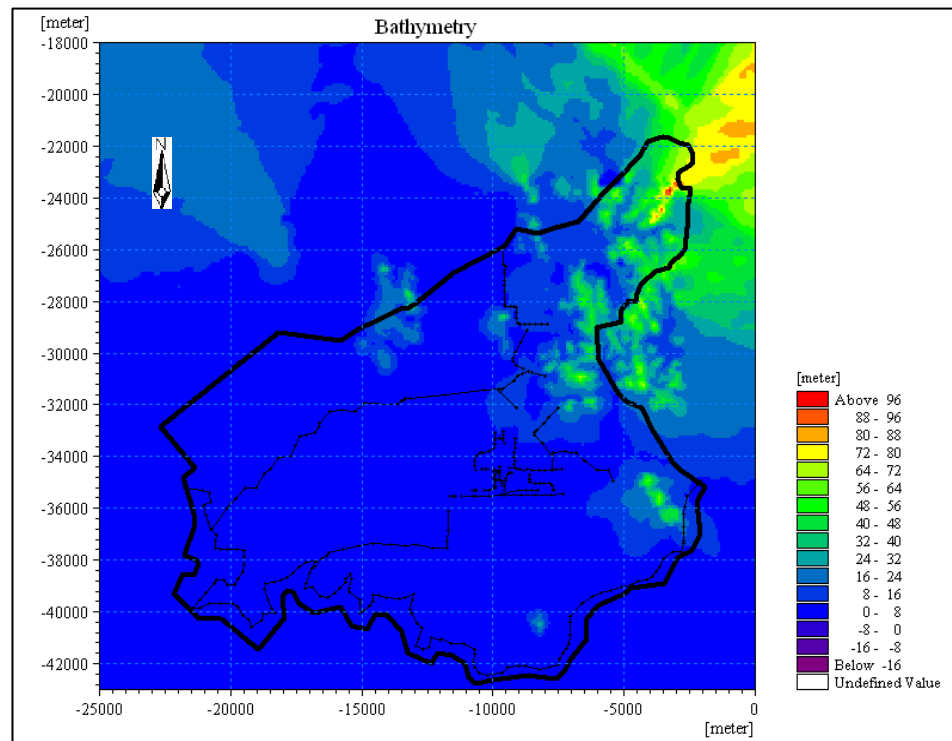 [meter]
Bathymetry
-18000
-20000
-22000
-24000
-26000
-28000
-30000
-32000
-34000
-36000
-38000
-40000
-42000
N
-25000
-20000
-15000
-10000
-5000
0
[meter]
[meter]
Above 96
88 - 96
80 - 88
72 - 80
64 - 72
56 - 64
48 - 56
40 - 48
32 - 40
24 - 32
16 - 24
8 - 16
0 - 8
-8 - 0
-16 - -8
Below -16
Undefined Value